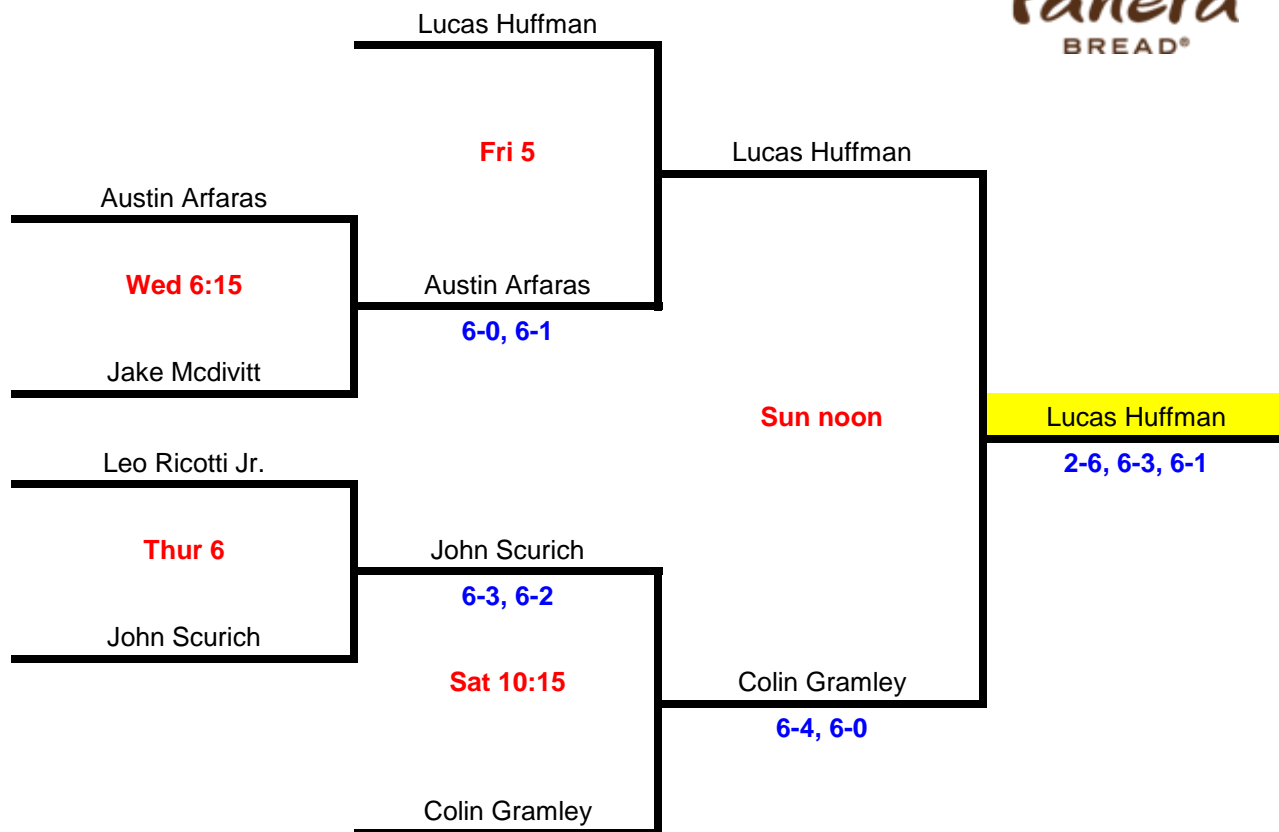 Panera
BREAD®
Lucas Huffman
Fri 5
Lucas Huffman
Austin Arfaras
Wed 6:15
Austin Arfaras
6-0, 6-1
Jake Mcdivitt
Sun noon
Lucas Huffman
2-6, 6-3, 6-1
Leo Ricotti Jr.
Thur 6
John Scurich
6-3, 6-2
John Scurich
Sat 10:15
Colin Gramley
6-4, 6-0
Colin Gramley